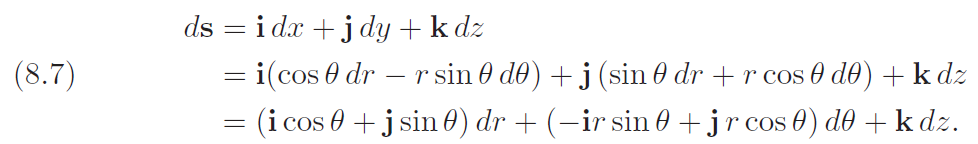 ds = i dx + j dy + k dz
(8.7) = i(cos θ dr − r sin θ dθ) + j (sin θ dr + r cos θ dθ) + k dz
= (i cos θ + j sin θ) dr + (−ir sin θ + j r cos θ) dθ + k dz.